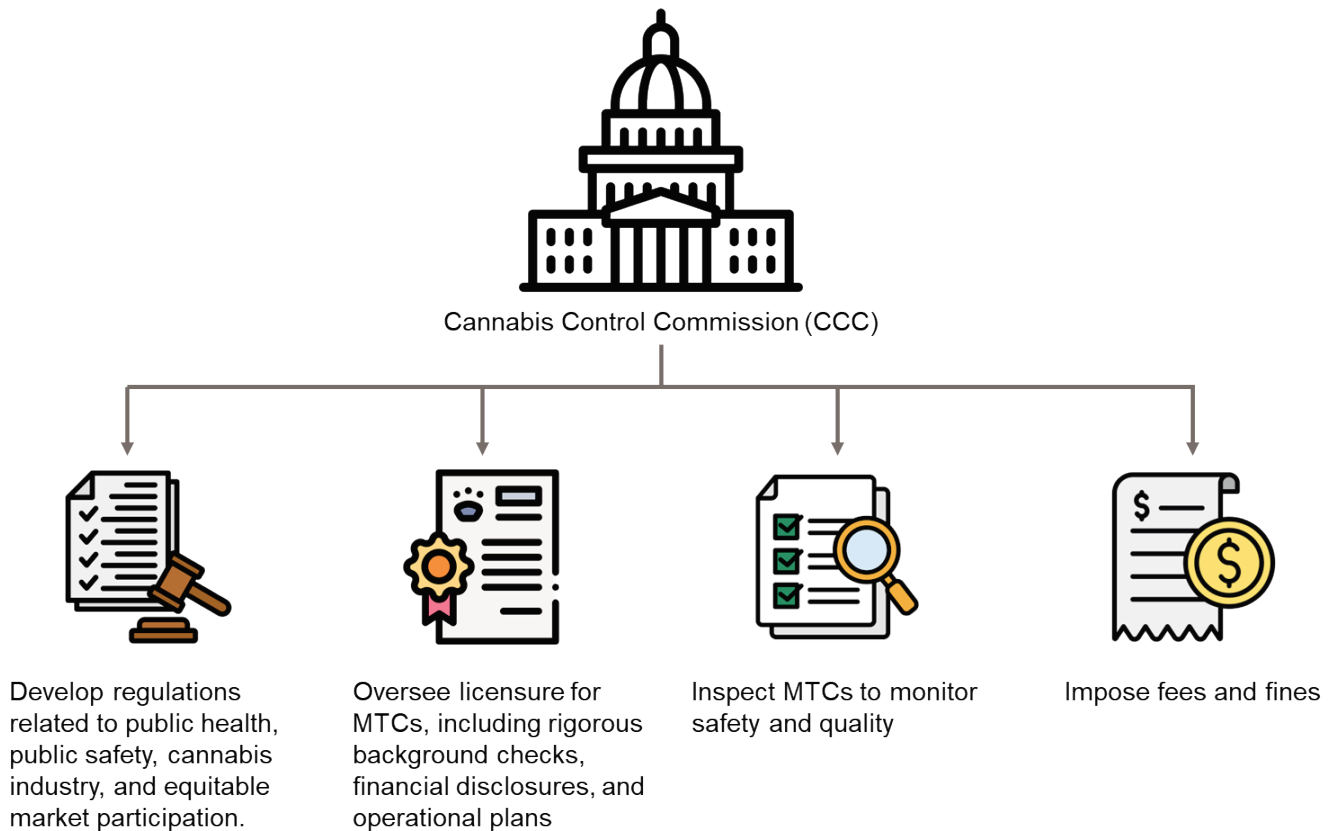 Cannabis Control Commission (CCC)
$
$
Develop regulations
related to public health,
public safety, cannabis
industry, and equitable
market participation.
Oversee licensure for
MTCs, including rigorous
background checks,
financial disclosures, and
operational plans
Inspect MTCs to monitor
safety and quality
Impose fees and fines